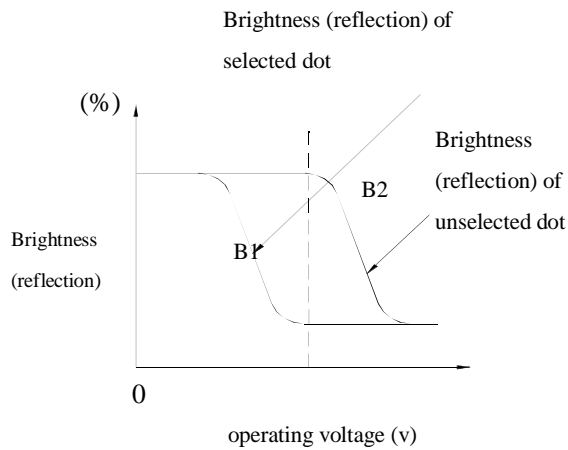 Brightness (reflection) of
selected dot
(%)
Brightness
(reflection) of
unselected dot
B2
B1
Brightness
(reflection)
0
operating voltage (v)